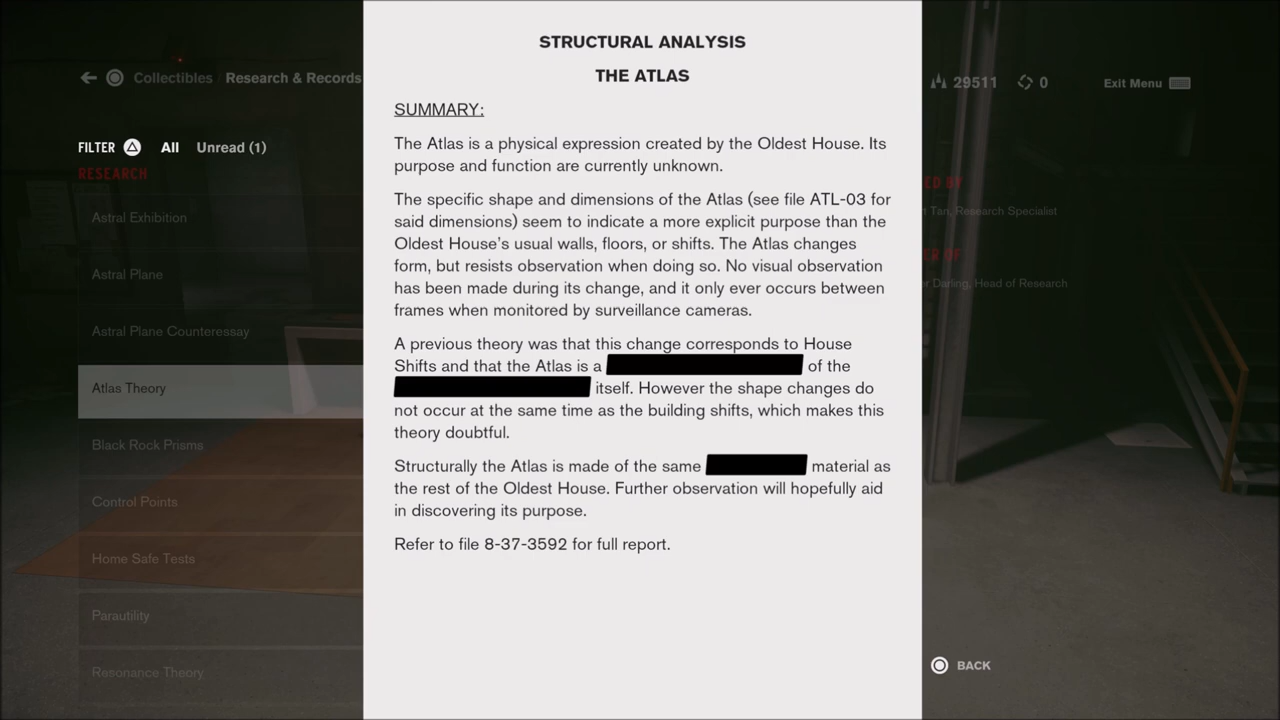 STRUCTURAL ANALYSIS
THE ATLAS
SUMMARY:
The Atlas is a physical expression created by the Oldest House. Its
purpose and function are currently unknown.
The specific shape and dimensions of the Atlas (see file ATL-03 for
said dimensions) seem to indicate a more explicit purpose than the
Oldest House's usual walls, floors, or shifts. The Atlas changes
form, but resists observation when doing so. No visual observation
has been made during its change, and it only ever occurs between
frames when monitored by surveillance cameras.
A previous theory was that this change corresponds to House
Shifts and that the Atlas is a of the
itself. However the shape changes do
not occur at the same time as the building shifts, which makes this
theory doubtful.
Structurally the Atlas is made of the same material as
the rest of the Oldest House. Further observation will hopefully aid
in discovering its purpose.
Refer to file 8-37-3592 for full report.
Collectibles Research & Records
FILTER All Unread (1)
RESEARCH
Astral Exhibition
Astral Plane
Astral Plane Counteressay
Atlas Theory
Black Rock Prisms
Control Points
Home Safe Tests
Parautility
Resonance Theory
29511 0 Exit Menu
ED BY
Tan, Research Specialist
ER OF
r Darling, Head of Research
BACK